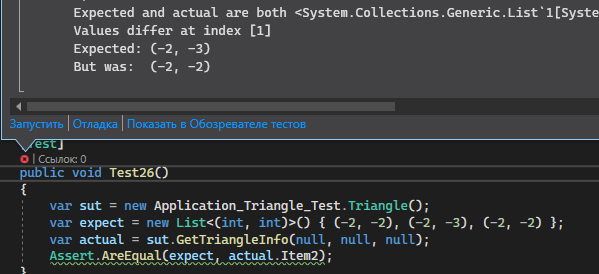 Expected and actual are both <System.Collections.Generic.List`1[Syst
Values differ at index [1]
Expected: (-2, -3)
But was:  (-2, -2)
Запустить | Отладка | Показать в Обозревателе тестов
Test]
| Ссылок: 0
public void Test26()
{
var sut = new Application_Triangle_Test.Triangle();
var expect = new List<(int, int)>() { (-2, -2), (-2, -3), (-2, -2) };
var actual = sut.GetTriangleInfo(null, null, null);
Assert.AreEqual(expect, actual.Item2);
}